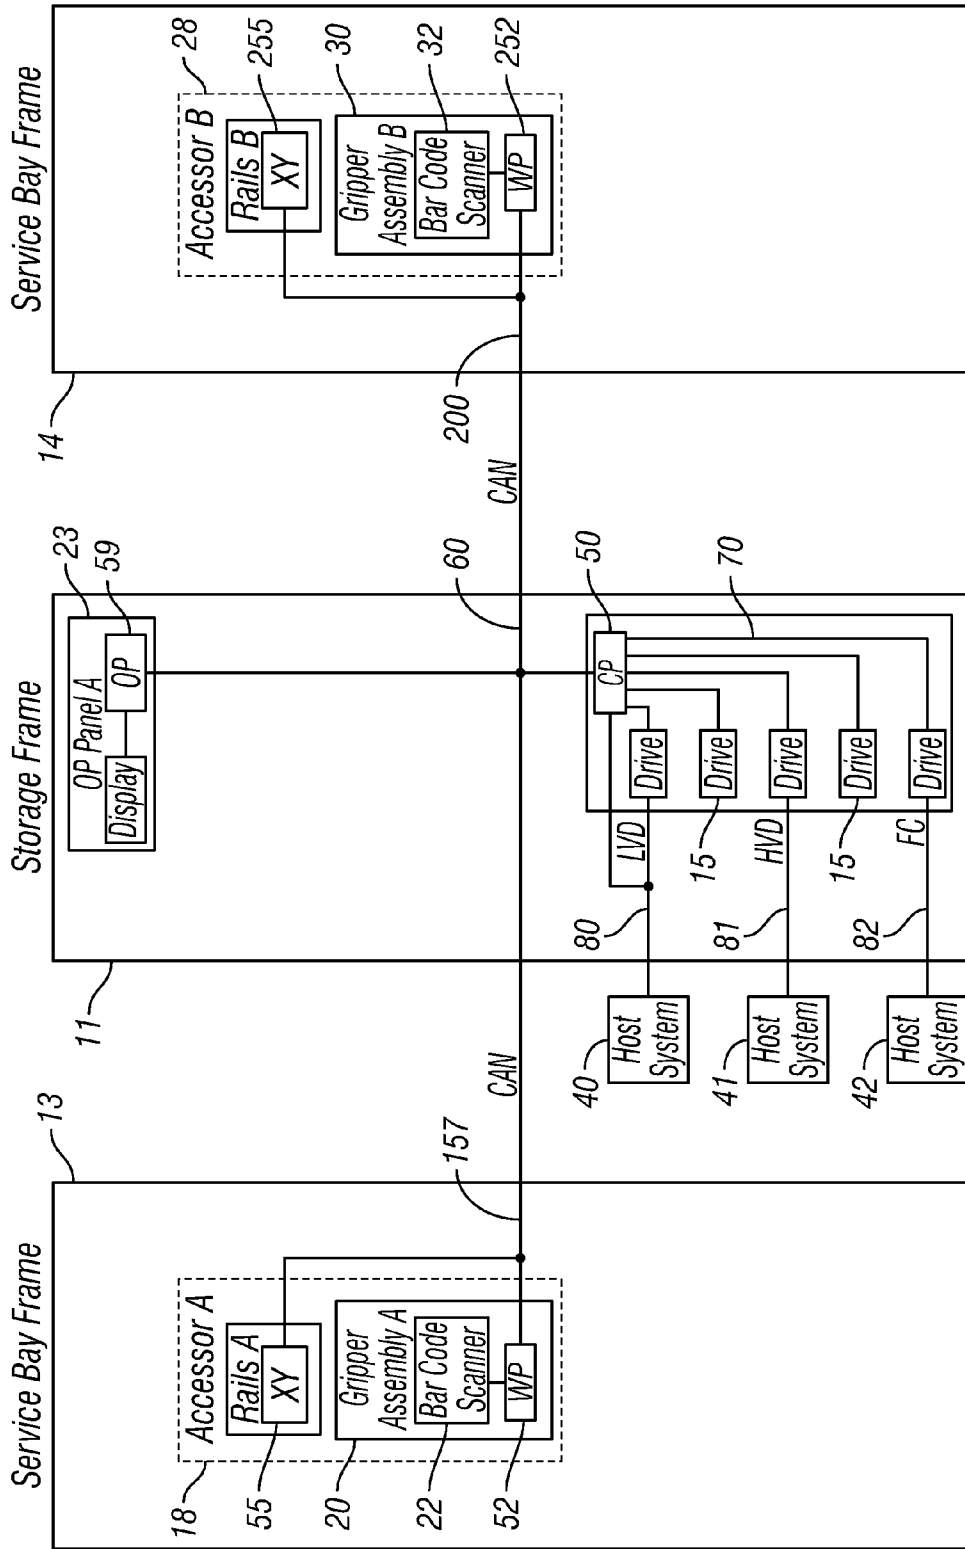 Service Bay Frame
13
Accessor A
18
Rails A
XY
55
Gripper
Assembly A
20
Bar Code
Scanner
22
WP
52
157
CAN
Storage Frame
11
OP Panel A
23
Display
OP
59
60
CP
50
70
Drive
Drive
Drive
Drive
Drive
LVD
15
HVD
15
FC
80
81
82
Host
System
40
Host
System
41
Host
System
42
CAN
Service Bay Frame
14
200
Accessor B
28
Rails B
XY
255
Gripper
Assembly B
30
Bar Code
Scanner
32
WP
252